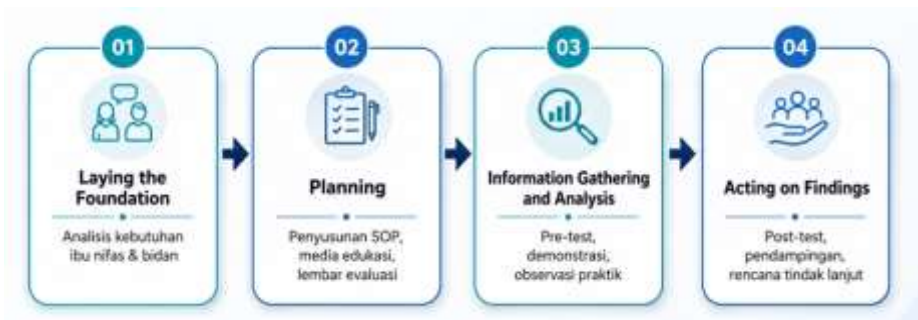 01
Laying the
Foundation
Analisis kebutuhan
ibu nifas & bidan
02
Planning
Penyusunan SOP,
media edukasi,
lembar evaluasi
03
Information Gathering
and Analysis
Pre-test,
demonstrasi,
observasi praktik
04
Acting on Findings
Post-test,
pendampingan,
rencana tindak lanjut